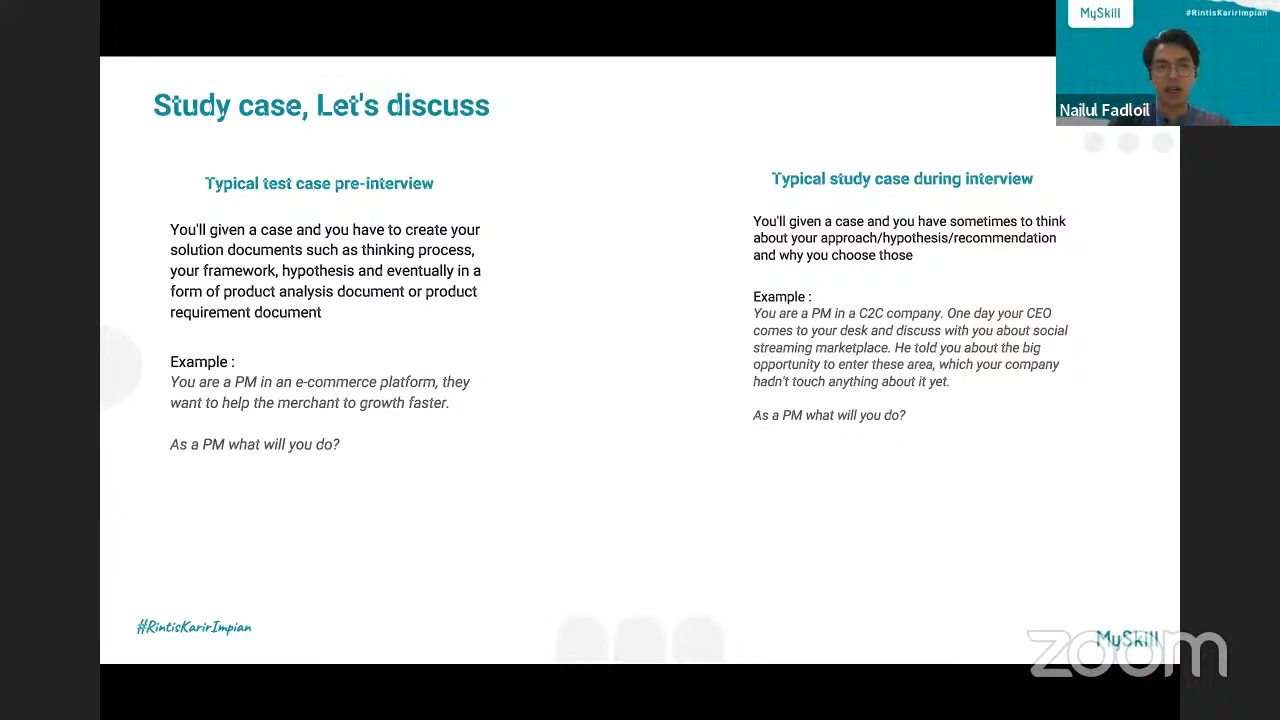 MySkill
#RintisKarirImpian
Nailul Fadloil
Study case, Let's discuss
Typical test case pre-interview
You'll given a case and you have to create your
solution documents such as thinking process,
your framework, hypothesis and eventually in a
form of product analysis document or product
requirement document
Example :
You are a PM in an e-commerce platform, they
want to help the merchant to growth faster.
As a PM what will you do?
Typical study case during interview
You'll given a case and you have sometimes to think
about your approach/hypothesis/recommendation
and why you choose those
Example :
You are a PM in a C2C company. One day your CEO
comes to your desk and discuss with you about social
streaming marketplace. He told you about the big
opportunity to enter these area, which your company
hadn't touch anything about it yet.
As a PM what will you do?
#RintisKarirImpian
MySkill
zoom